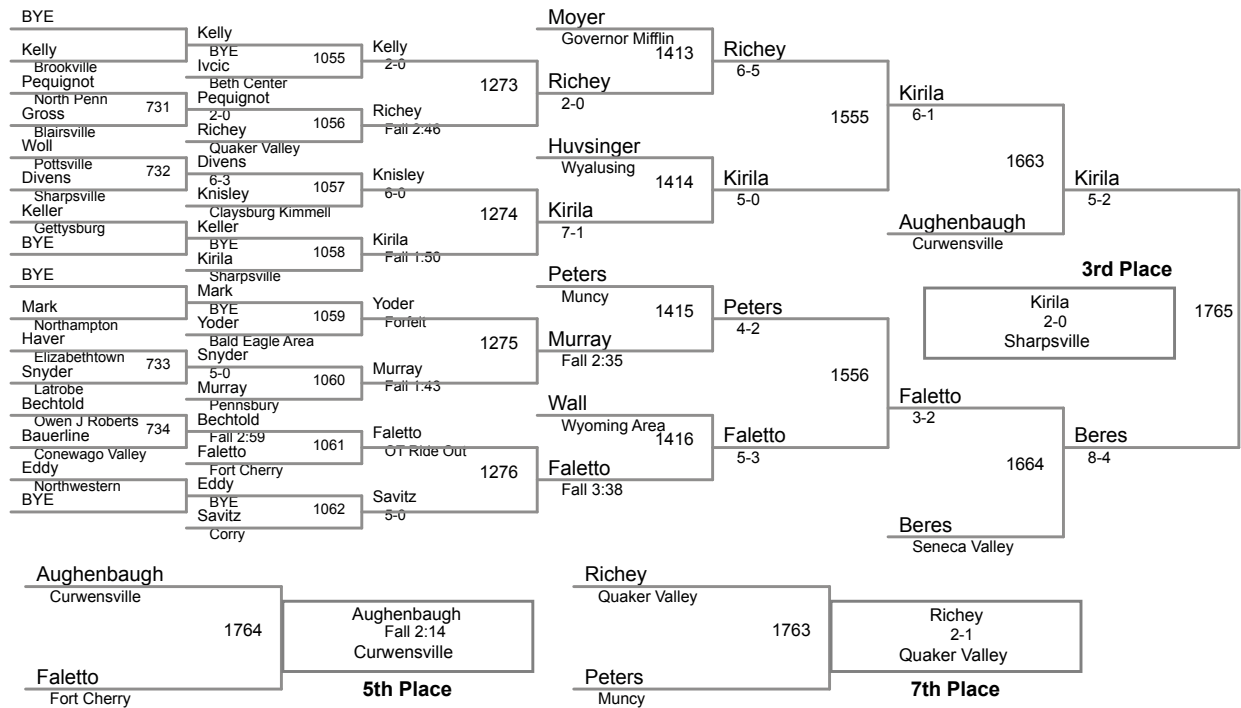 BYE
Kelly
Brookville
Pequignot
North Penn
Gross
731
Blairsville
Woll
Pottsville
Divens
732
Sharpsville
Keller
Gettysburg
BYE
BYE
Mark
Northampton
Haver
Elizabethtown
Snyder
733
Latrobe
Bechtold
Owen J Roberts
Bauerline
734
Conewago Valley
Eddy
Northwestern
BYE
Kelly
BYE
Ivcic
1055
Beth Center
Pequignot
2-0
Richey
1056
Quaker Valley
Divens
6-3
Knisley
1057
Claysburg Kimmell
Keller
BYE
Kirila
1058
Sharpsville
Mark
BYE
Yoder
1059
Bald Eagle Area
Snyder
5-0
Murray
1060
Pennsbury
Bechtold
Fall 2:59
Faletto
1061
Fort Cherry
Eddy
BYE
Savitz
1062
Corry
Kelly
2-0
1273
Richey
Fall 2:46
Knisley
6-0
1274
Kirila
Fall 1:50
Yoder
Forfeit
1275
Murray
Fall 1:43
Faletto
OT Ride Out
1276
Savitz
5-0
Moyer
Governor Mifflin
1413
Richey
2-0
Huvsinger
Wyalusing
1414
Kirila
7-1
Peters
Muncy
1415
Murray
Fall 2:35
Wall
Wyoming Area
1416
Faletto
Fall 3:38
Richey
6-5
1555
Kirila
5-0
Peters
4-2
1556
Faletto
5-3
Kirila
6-1
1663
Aughenbaugh
Curwensville
Faletto
3-2
1664
Beres
Seneca Valley
Kirila
5-2
3rd Place
Kirila
2-0
Sharpsville
1765
Beres
8-4
Aughenbaugh
Curwensville
1764
Faletto
Fort Cherry
Aughenbaugh
Fall 2:14
Curwensville
5th Place
Richey
Quaker Valley
1763
Peters
Muncy
Richey
2-1
Quaker Valley
7th Place